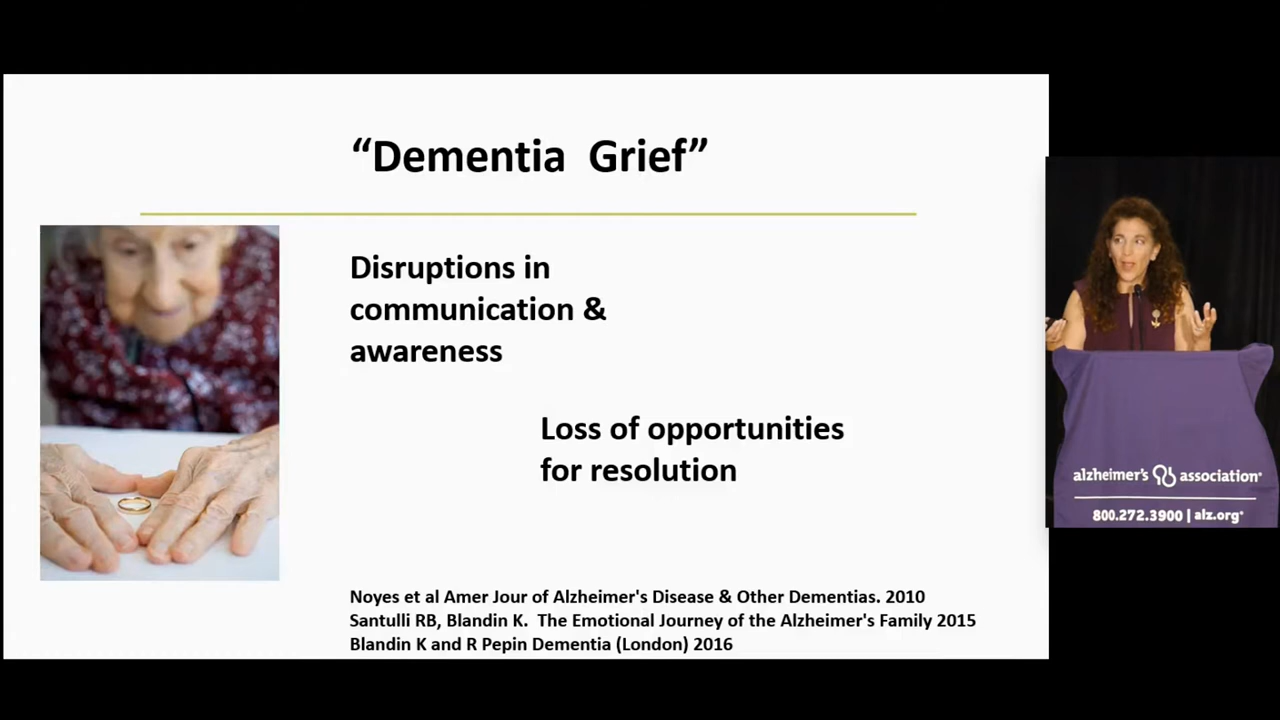 “Dementia  Grief”
Disruptions in
communication &
awareness
Loss of opportunities
for resolution
Noyes et al Amer Jour of Alzheimer's Disease & Other Dementias. 2010
Santulli RB, Blandin K.  The Emotional Journey of the Alzheimer's Family 2015
Blandin K and R Pepin Dementia (London) 2016
alzheimer's association®
800.272.3900 | alz.org®